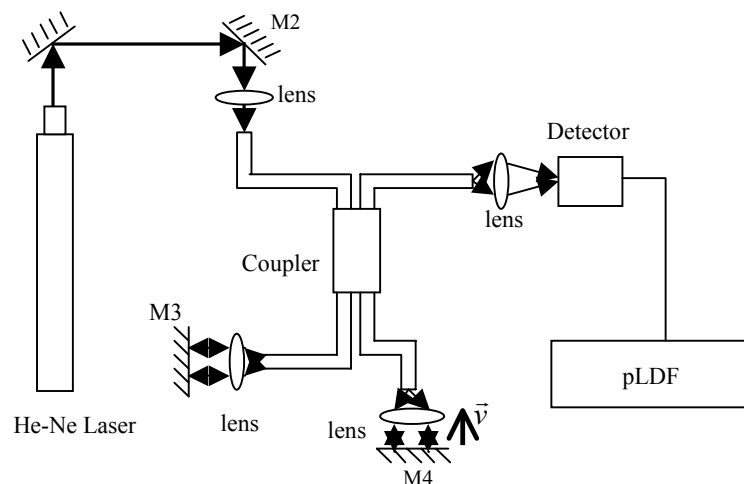 M2
lens
Detector
lens
Coupler
M3
pLDF
He-Ne Laser
lens
lens
v⃗
M4